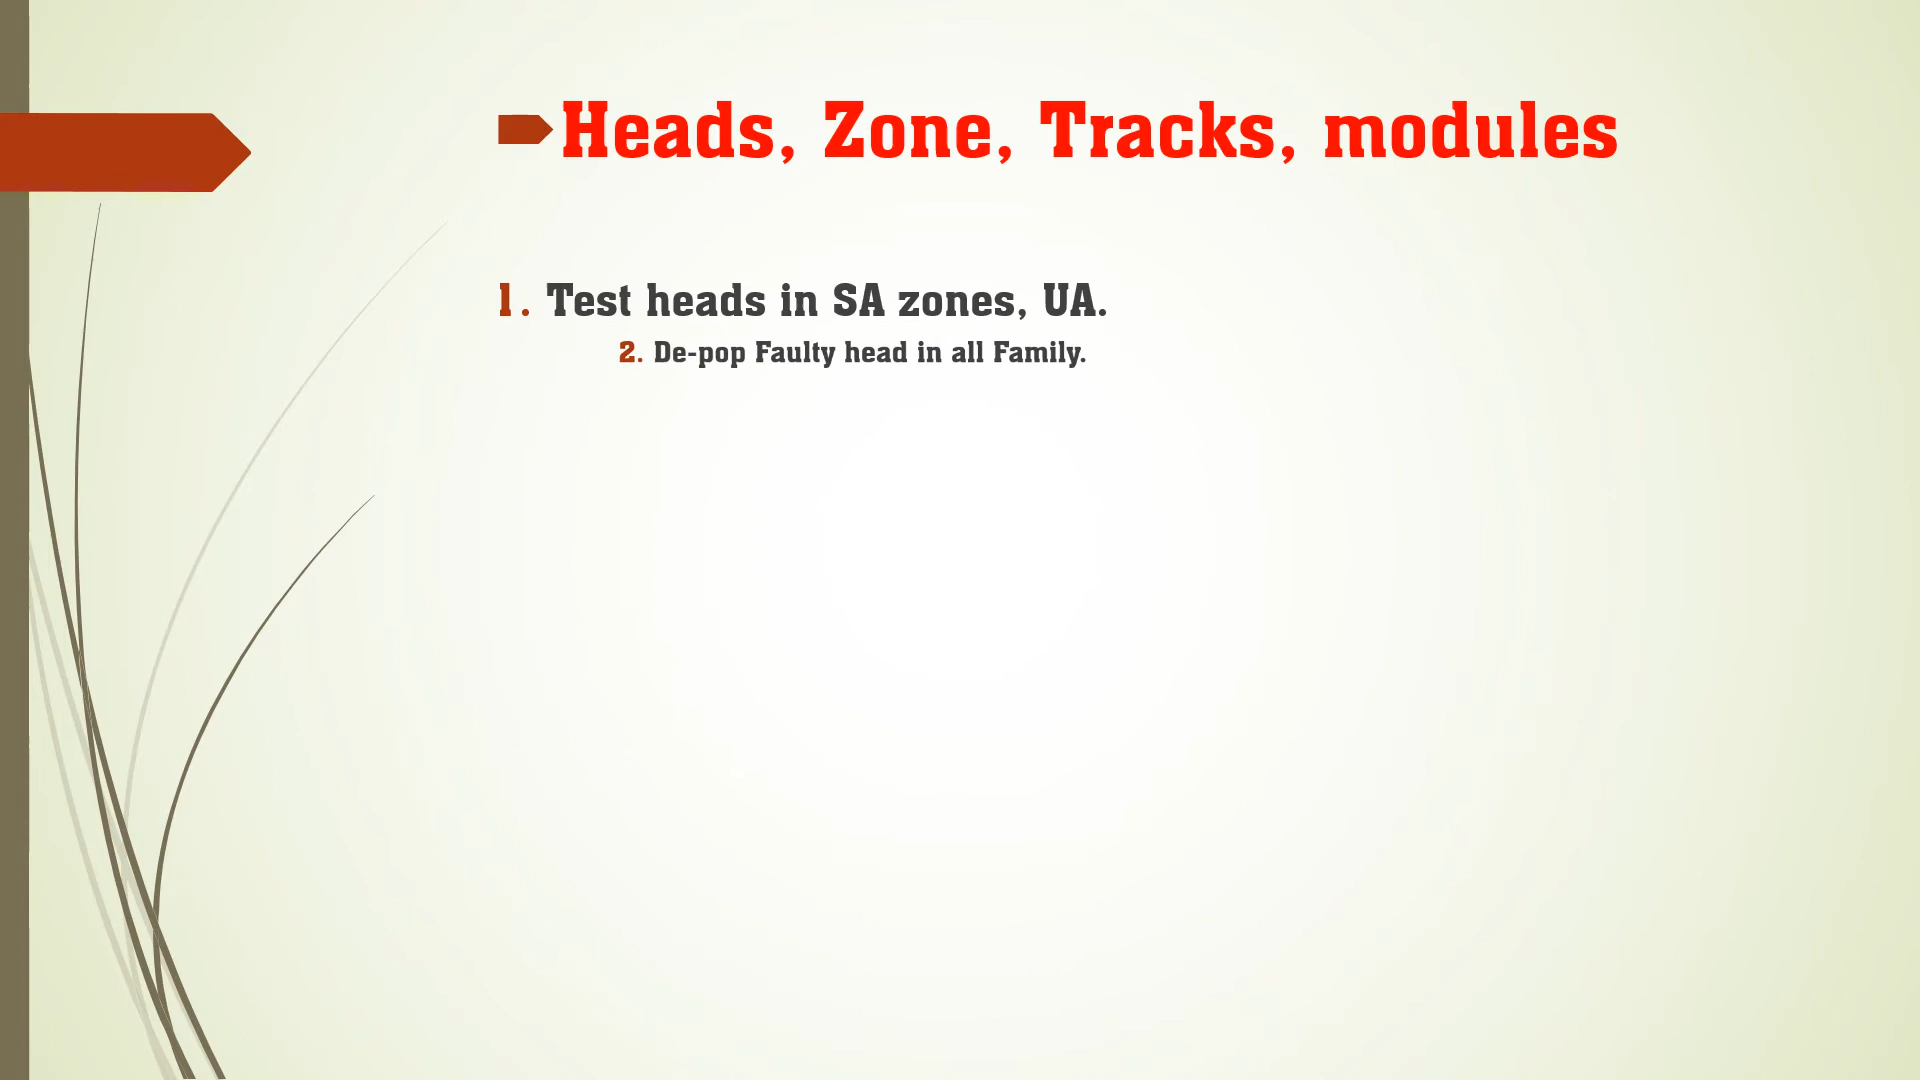 Heads, Zone, Tracks, modules
1. Test heads in SA zones, UA.
2. De-pop Faulty head in all Family.